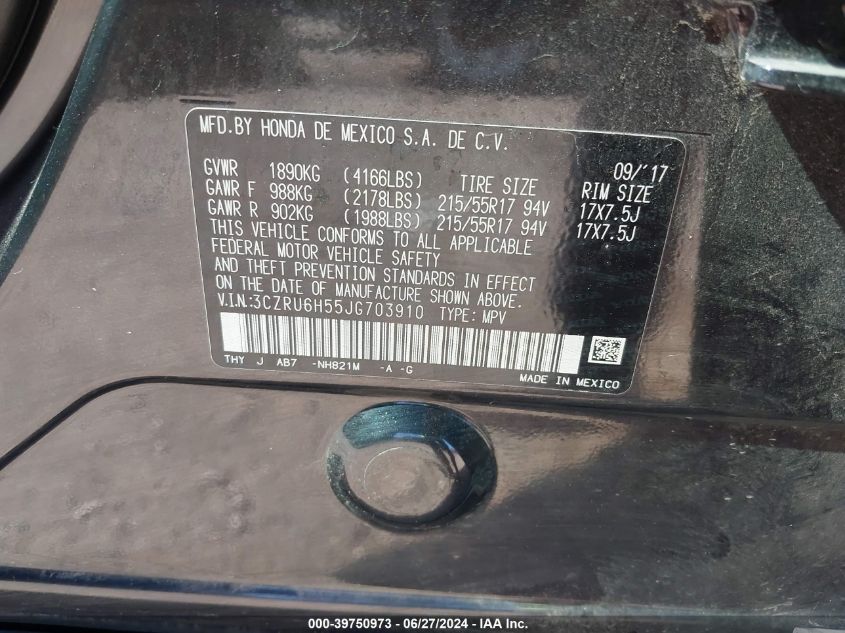 MFD.BY HONDA DE MEXICO S.A. DE C.V.
09/'17
GVWR 1890KG (4166LBS) TIRE SIZE RIM SIZE
GAWR F 988KG (2178LBS) 215/55R17 94V 17X7.5J
GAWR R 902KG (1988LBS) 215/55R17 94V 17X7.5J
THIS VEHICLE CONFORMS TO ALL APPLICABLE
FEDERAL MOTOR VEHICLE SAFETY
AND THEFT PREVENTION STANDARDS IN EFFECT
ON THE DATE OF MANUFACTURE SHOWN ABOVE.
V.I.N.:3CZRU6H55JG703910 TYPE: MPV
THY J AB7 -NH821M -A -G
MADE IN MEXICO
000-39750973 - 06/27/2024 - IAA